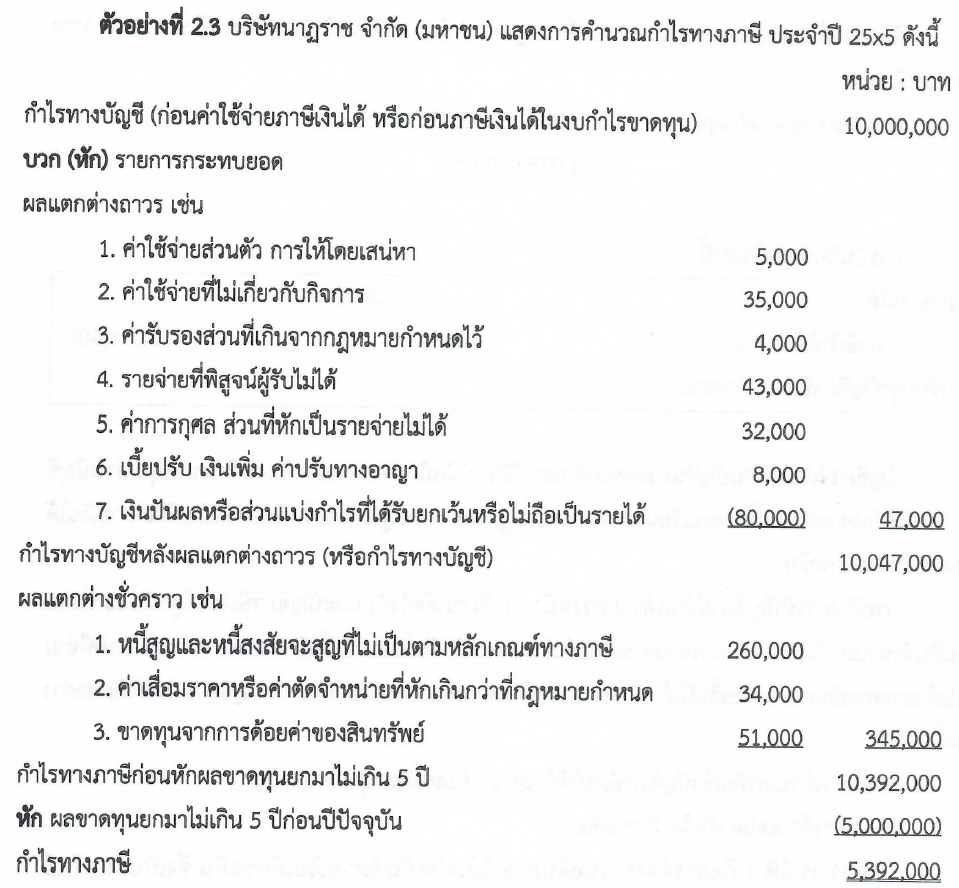 ตัวอย่างที่ 2.3 บริษัทนาฏราช จำกัด (มหาชน) แสดงการคำนวณกำไรทางภาษี ประจำปี 25x5 ดังนี้
หน่วย : บาท
กำไรทางบัญชี (ก่อนค่าใช้จ่ายภาษีเงินได้ หรือก่อนภาษีเงินได้ในงบกำไรขาดทุน) 10,000,000
บวก (หัก) รายการกระทบยอด
ผลแตกต่างถาวร เช่น
1. ค่าใช้จ่ายส่วนตัว การให้โดยเสน่หา 5,000
2. ค่าใช้จ่ายที่ไม่เกี่ยวกับกิจการ 35,000
3. ค่ารับรองส่วนที่เกินจากกฎหมายกำหนดไว้ 4,000
4. รายจ่ายที่พิสูจน์ผู้รับไม่ได้ 43,000
5. ค่าการกุศล ส่วนที่หักเป็นรายจ่ายไม่ได้ 32,000
6. เบี้ยปรับ เงินเพิ่ม ค่าปรับทางอาญา 8,000
7. เงินปันผลหรือส่วนแบ่งกำไรที่ได้รับยกเว้นหรือไม่ถือเป็นรายได้ (80,000) 47,000
กำไรทางบัญชีหลังผลแตกต่างถาวร (หรือกำไรทางบัญชี) 10,047,000
ผลแตกต่างชั่วคราว เช่น
1. หนี้สูญและหนี้สงสัยจะสูญที่ไม่เป็นตามหลักเกณฑ์ทางภาษี 260,000
2. ค่าเสื่อมราคาหรือค่าตัดจำหน่ายที่หักเกินกว่าที่กฎหมายกำหนด 34,000
3. ขาดทุนจากการด้อยค่าของสินทรัพย์ 51,000 345,000
กำไรทางภาษีก่อนหักผลขาดทุนยกมาไม่เกิน 5 ปี 10,392,000
หัก ผลขาดทุนยกมาไม่เกิน 5 ปีก่อนปีปัจจุบัน (5,000,000)
กำไรทางภาษี 5,392,000